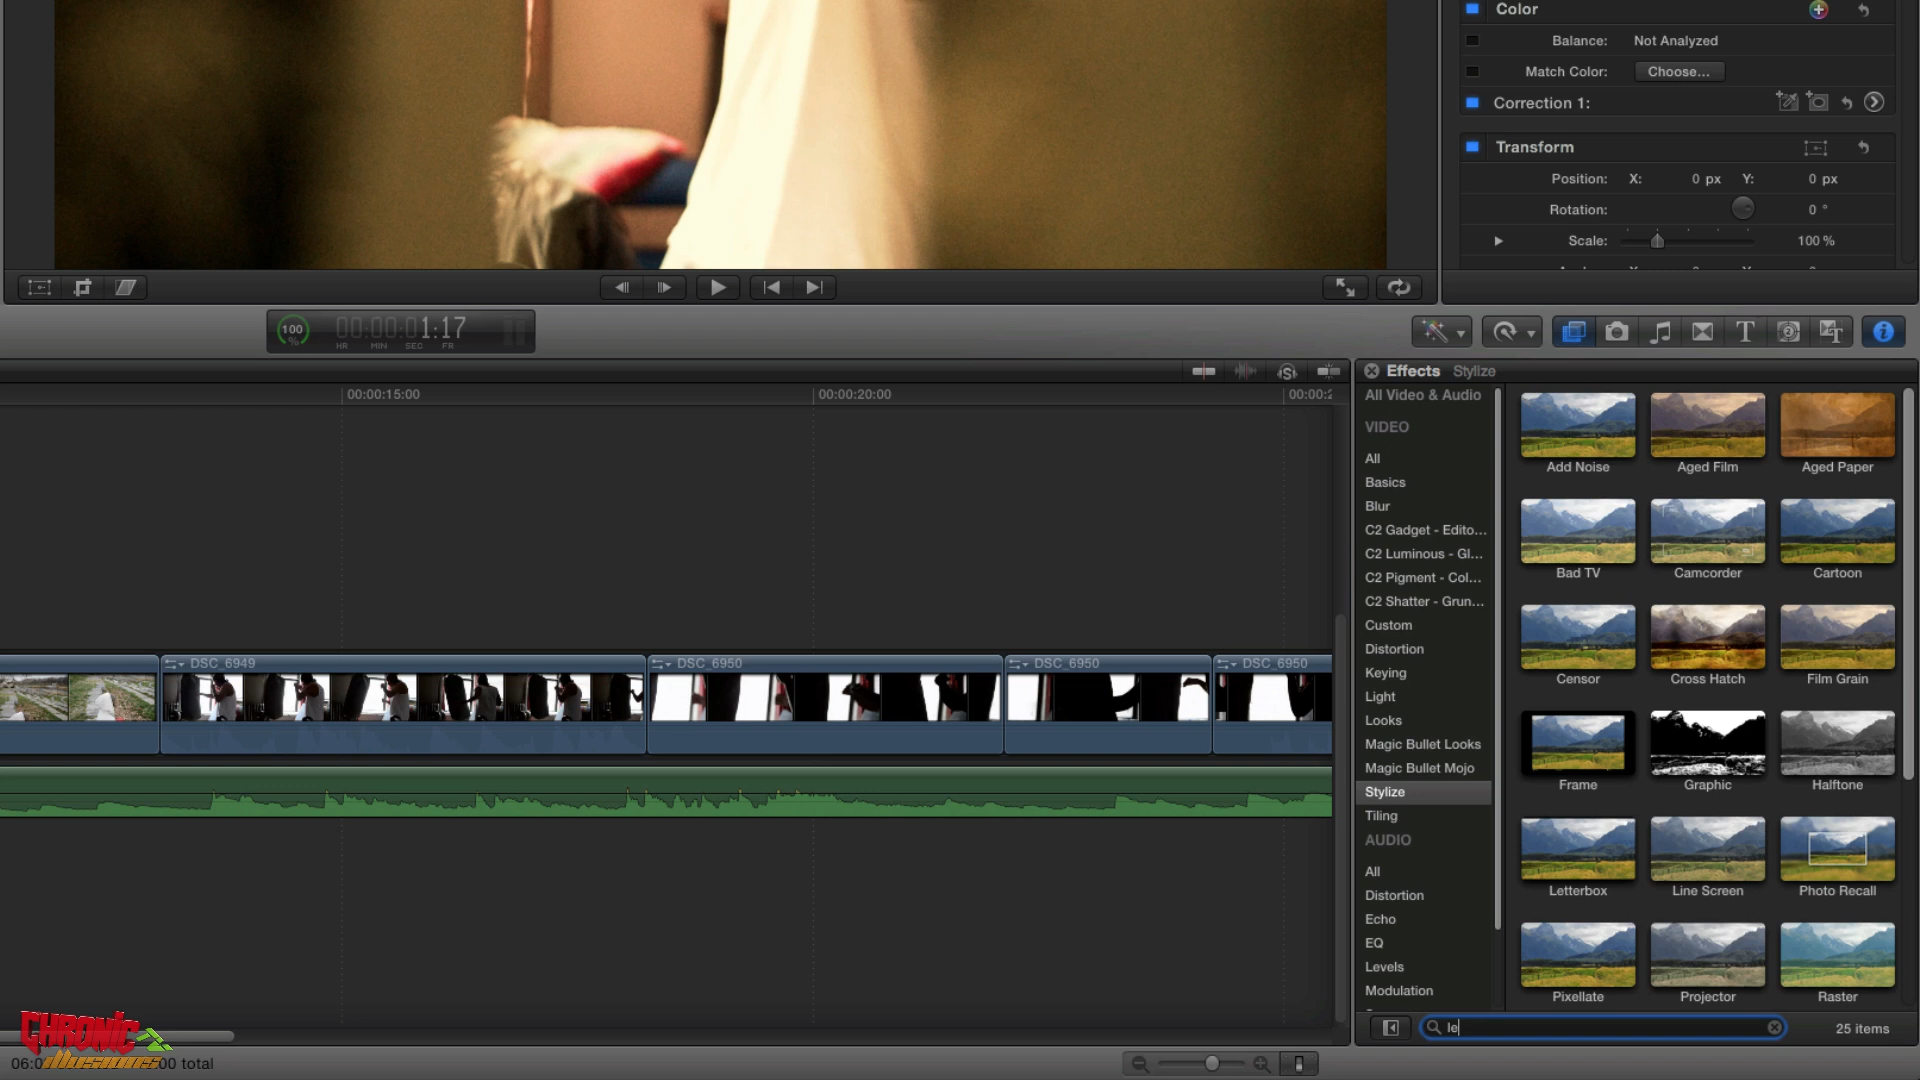 Color
Balance: Not Analyzed
Match Color: Choose...
Correction 1:
Transform
Position: X: 0 px Y: 0 px
Rotation: 0 °
Scale: 100 %
100 %
00:00:01:17
HR MIN SEC FR
Effects Stylize
00:00:15:00 00:00:20:00 00:00:2
All Video & Audio
VIDEO
All
Basics
Blur
C2 Gadget - Edito...
C2 Luminous - Gl...
C2 Pigment - Col...
C2 Shatter - Grun...
Custom
Distortion
Keying
Light
Looks
Magic Bullet Looks
Magic Bullet Mojo
Stylize
Tiling
AUDIO
All
Distortion
Echo
EQ
Levels
Modulation
Add Noise Aged Film Aged Paper
Bad TV Camcorder Cartoon
Censor Cross Hatch Film Grain
Frame Graphic Halftone
Letterbox Line Screen Photo Recall
Pixellate Projector Raster
DSC_6949 DSC_6950 DSC_6950 DSC_6950
le
25 items
CHRONIC
illusions
06:0 00 total